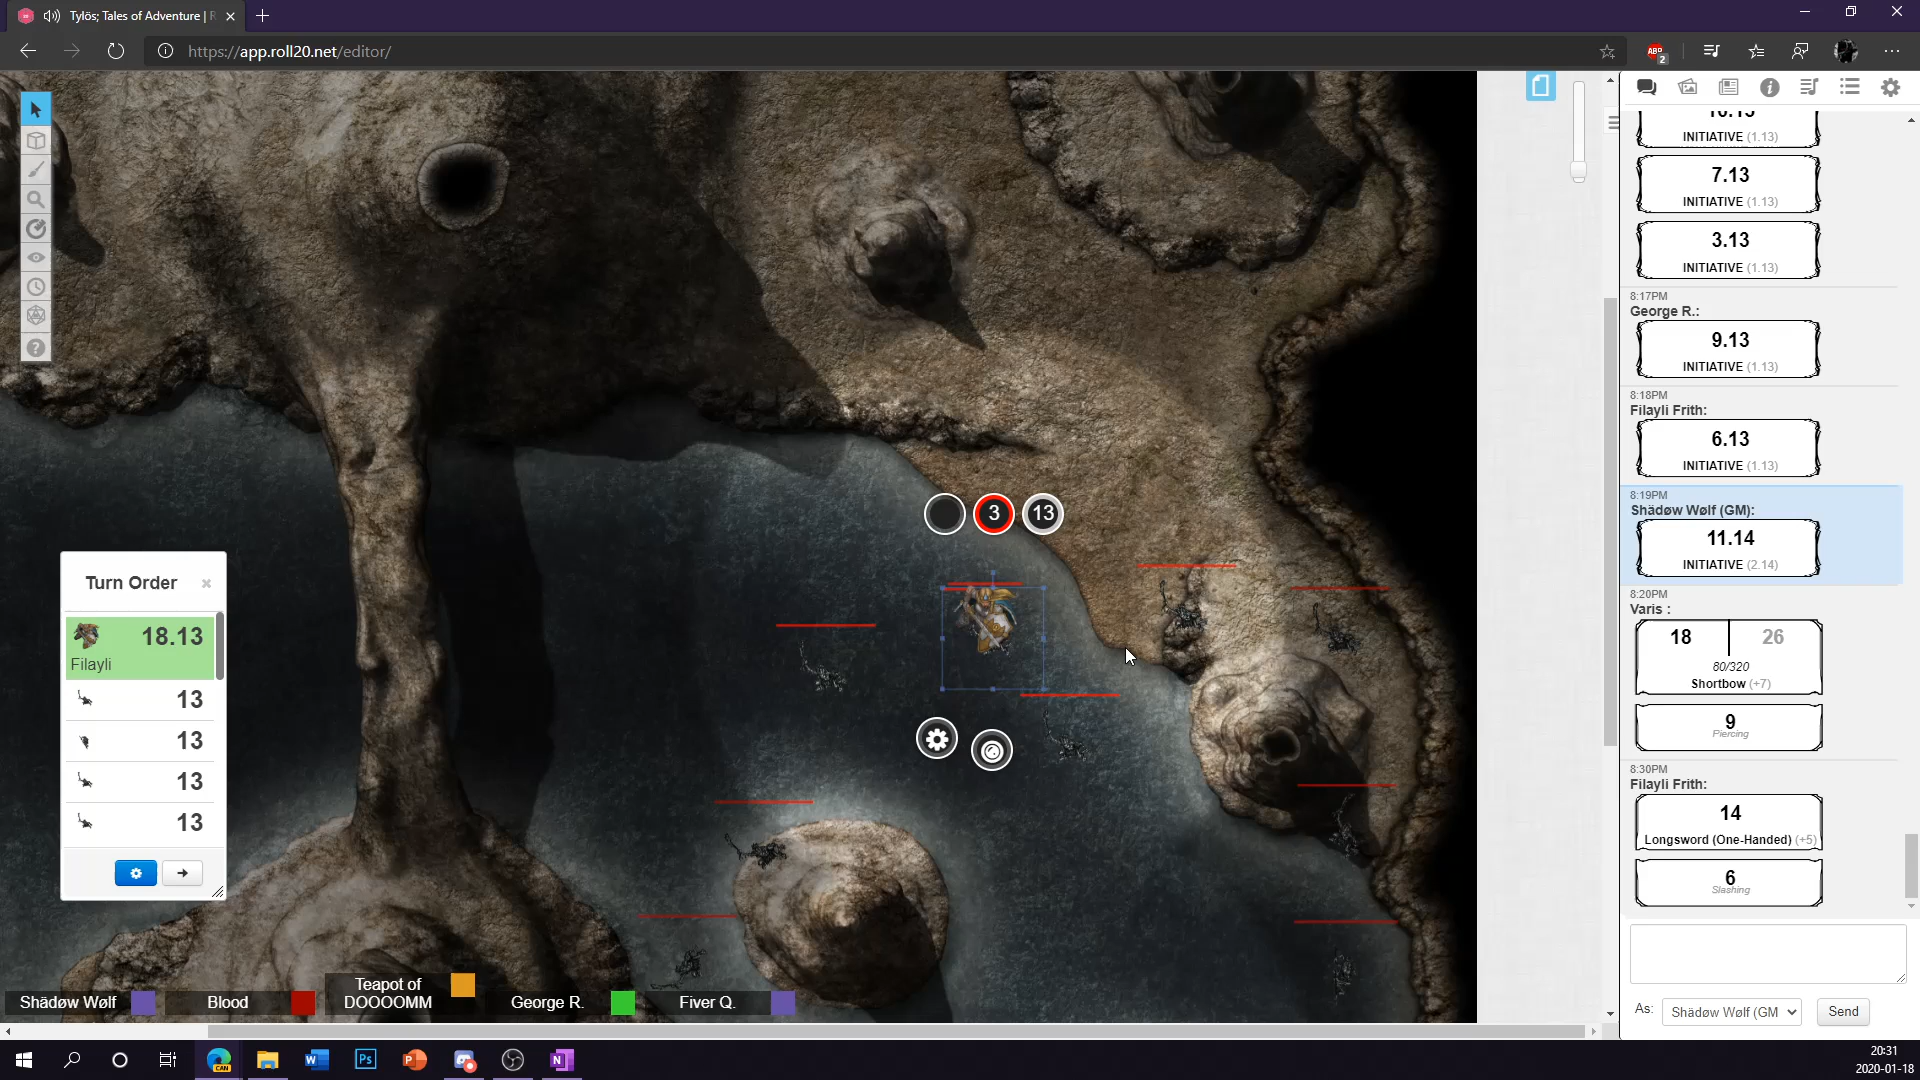 Tylös; Tales of Adventure | R
https://app.roll20.net/editor/
ABP
2
INITIATIVE (1.13)
7.13
INITIATIVE (1.13)
3.13
INITIATIVE (1.13)
8:17PM
George R.:
9.13
INITIATIVE (1.13)
8:18PM
Filayli Frith:
6.13
INITIATIVE (1.13)
8:19PM
Shädøw Wølf (GM):
11.14
INITIATIVE (2.14)
8:20PM
Varis :
18 26
80/320
Shortbow (+7)
9
Piercing
8:30PM
Filayli Frith:
14
Longsword (One-Handed) (+5)
6
Slashing
As: Shädøw Wølf (GM
Send
3 13
Turn Order
18.13
Filayli
13
13
13
13
Shädøw Wølf
Blood
Teapot of
DOOOOMM
George R.
Fiver Q.
CAN
20:31
2020-01-18